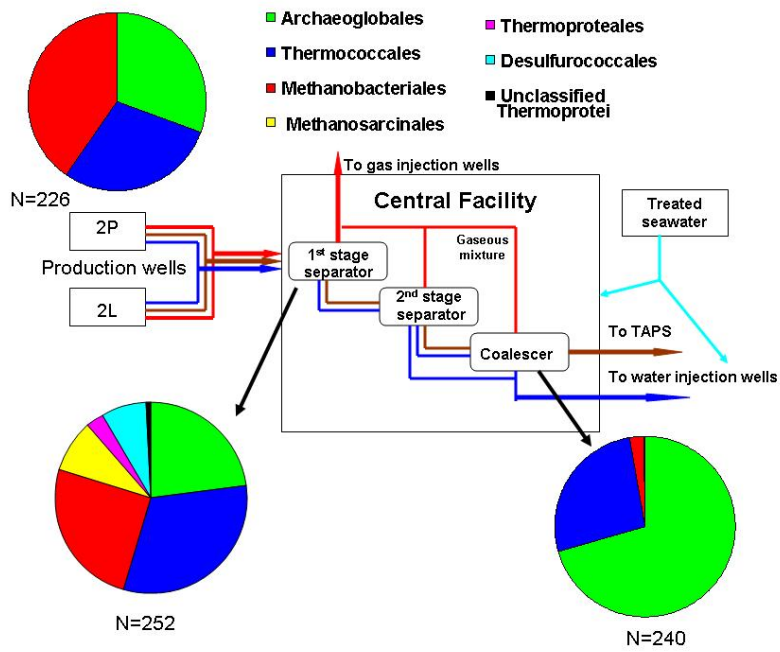 Archaeoglobales
Thermococcales
Methanobacteriales
Methanosarcinales
Thermoproteales
Desulfurococcales
Unclassified
Thermoprotei
N=226
To gas injection wells
Central Facility
Treated
seawater
2P
Production wells
2L
1st stage
separator
Gaseous
mixture
2nd stage
separator
Coalescer
To TAPS
To water injection wells
N=252
N=240